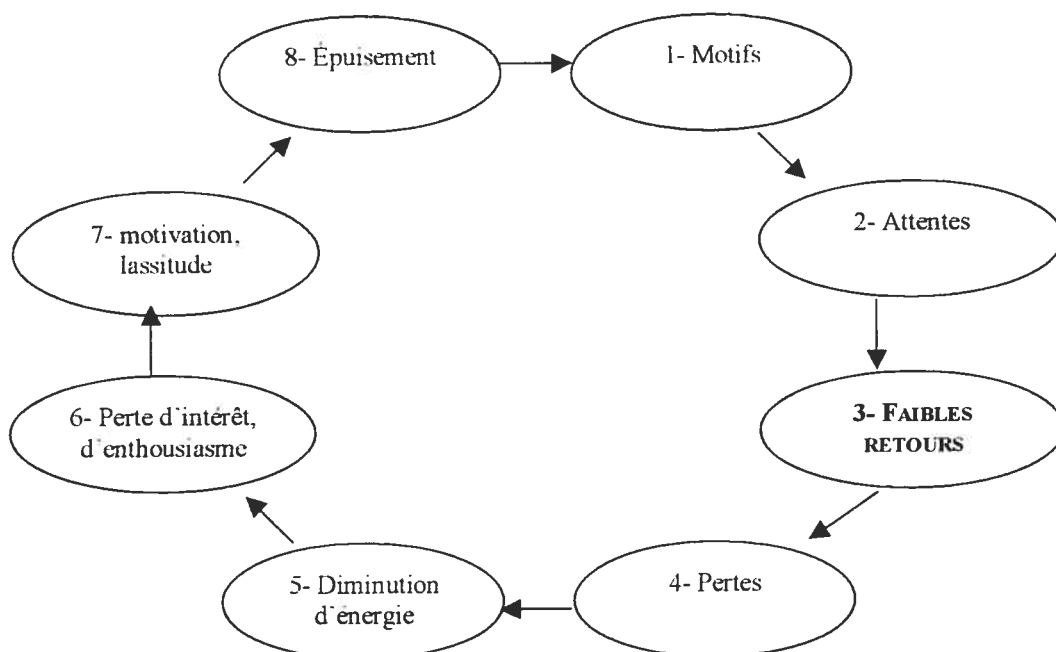 8- Épuisement
1- Motifs
2- Attentes
3- FAIBLES
RETOURS
4- Pertes
5- Diminution
d'énergie
6- Perte d'intérêt,
d'enthousiasme
7- motivation,
lassitude